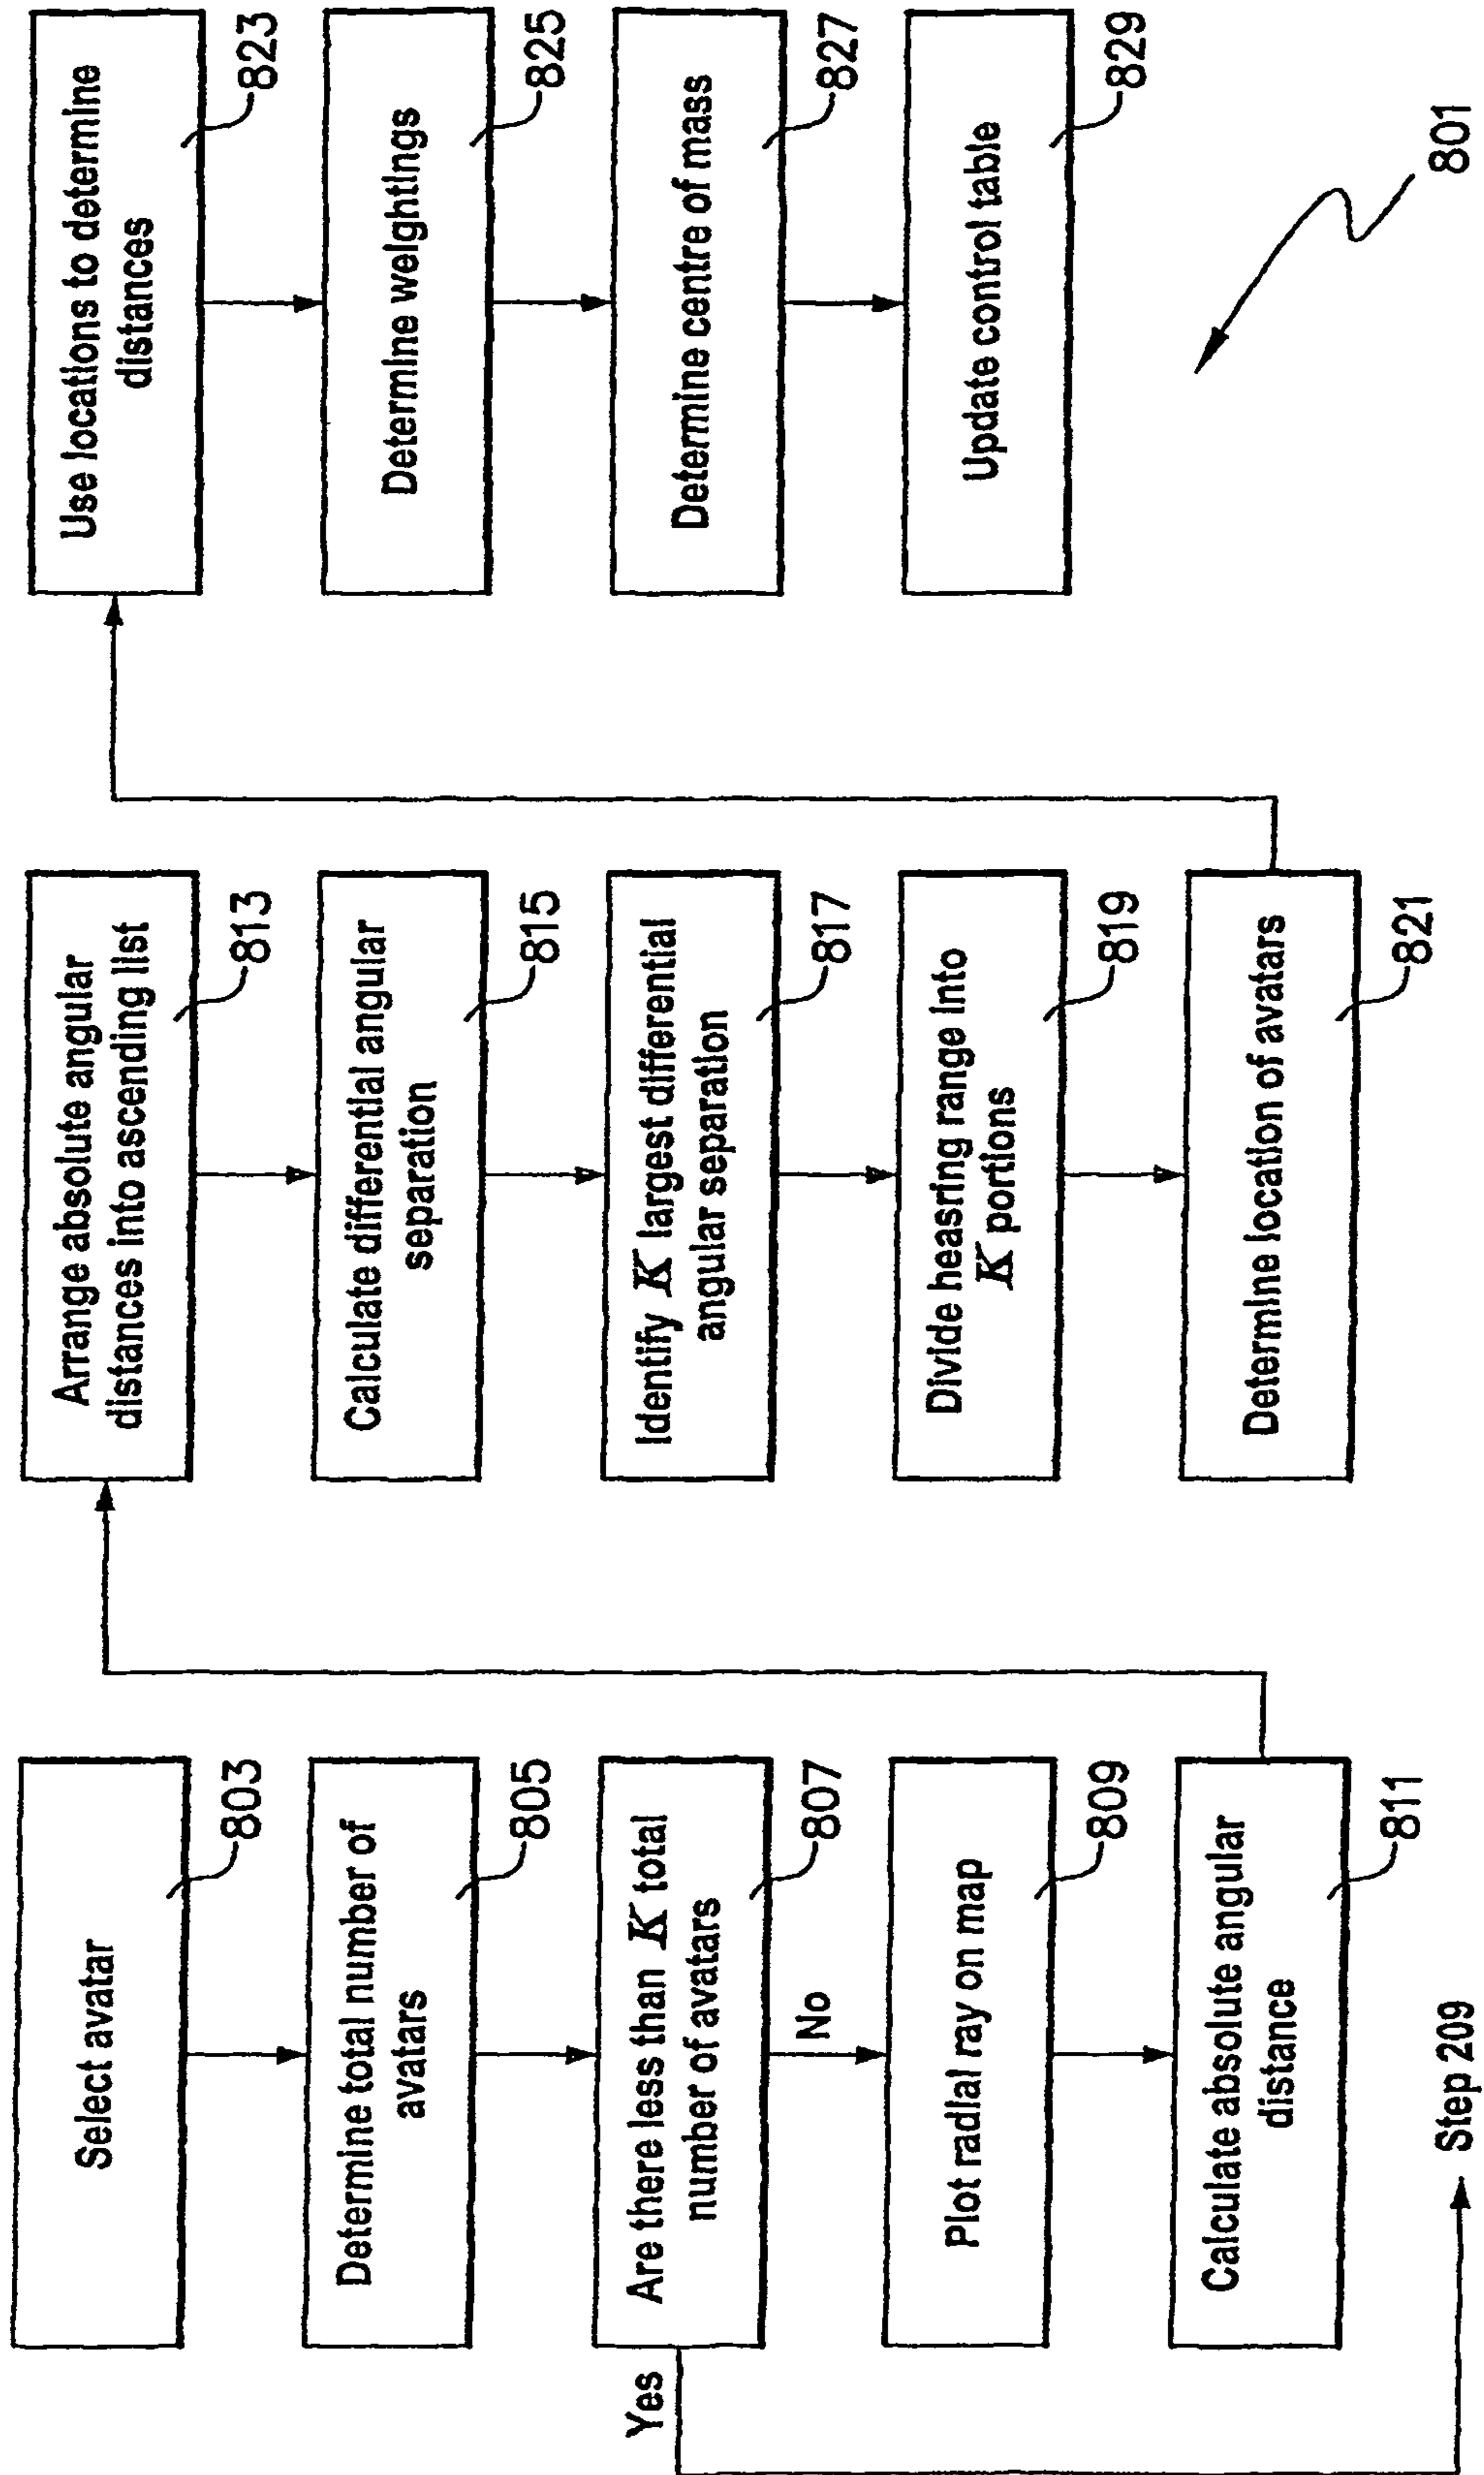 Select avatar
803
Determine total number of
avatars
805
Are there less than K total
number of avatars
807
Yes
No
Plot radial ray on map
809
Calculate absolute angular
distance
811
Step 209
Arrange absolute angular
distances into ascending list
813
Calculate differential angular
separation
815
Identify K largest differential
angular separation
817
Divide heasring range into
K portions
819
Determine location of avatars
821
Use locations to determine
distances
823
Determine weightings
825
Determine centre of mass
827
Update control table
829
801